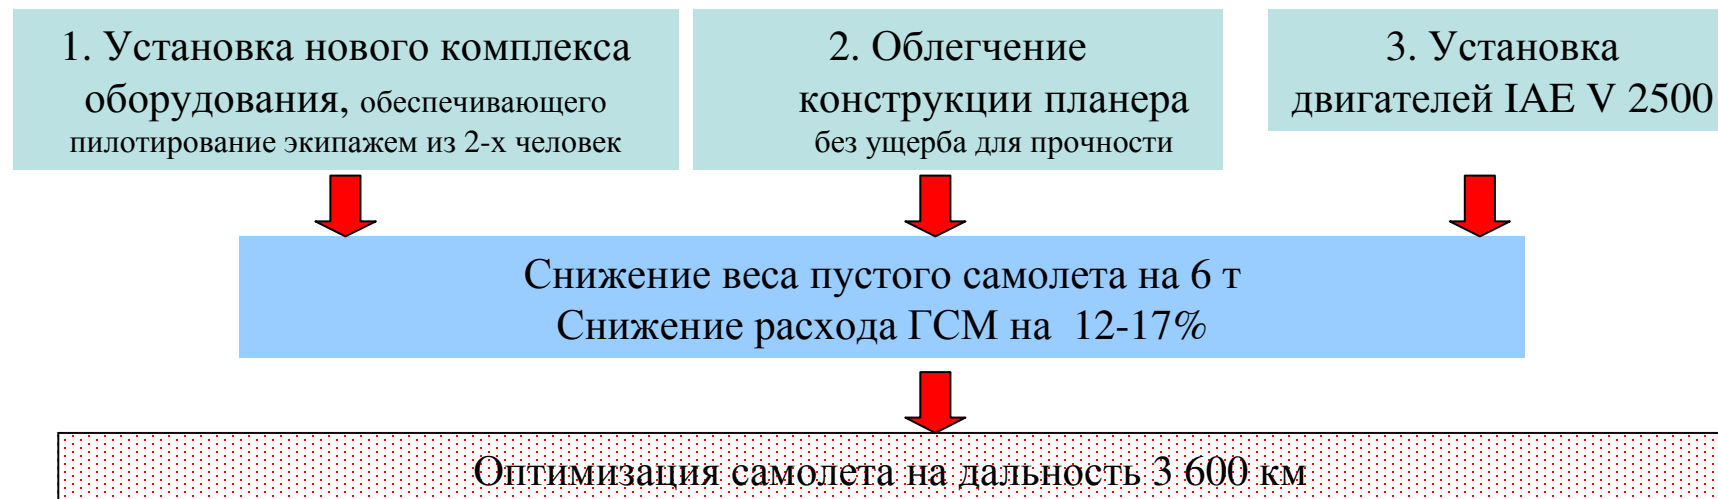 1. Установка нового комплекса
оборудования, обеспечивающего
пилотирование экипажем из 2-х человек
2. Облегчение
конструкции планера
без ущерба для прочности
3. Установка
двигателей IAE V 2500
Снижение веса пустого самолета на 6 т
Снижение расхода ГСМ на 12-17%
Оптимизация самолета на дальность 3 600 км